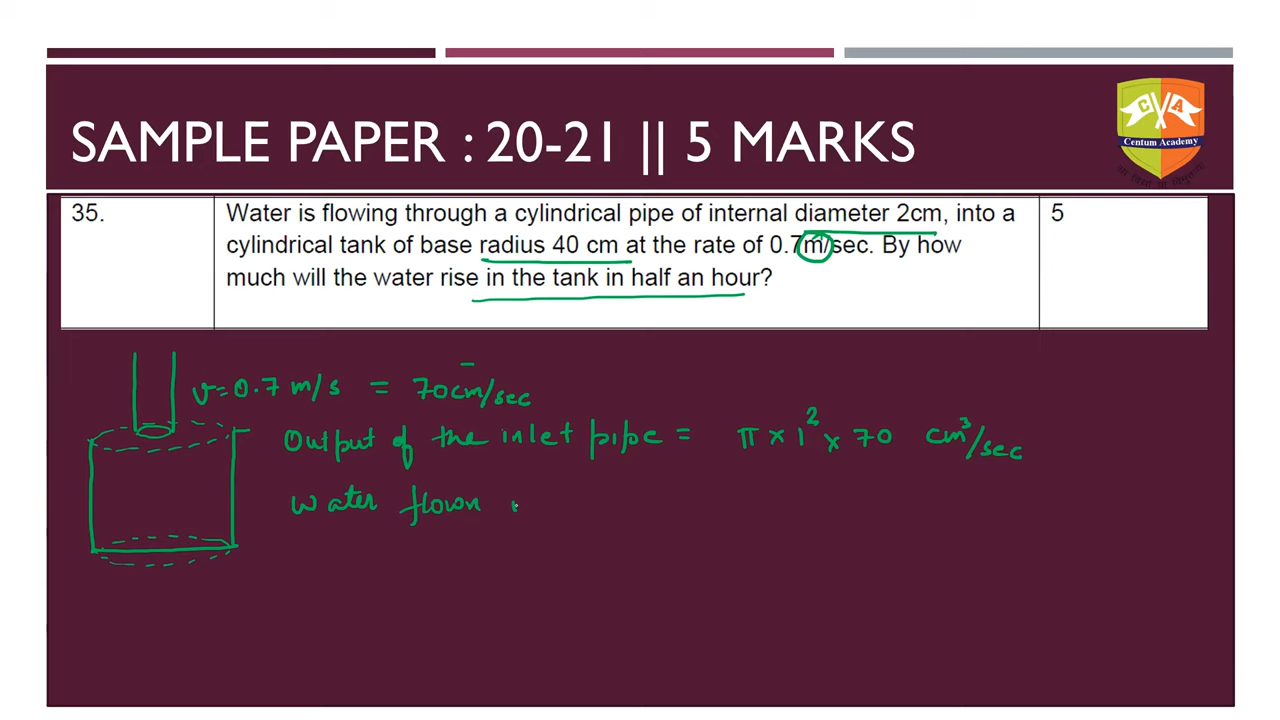 SAMPLE PAPER : 20-21 || 5 MARKS
C A
Centum Academy
35.
Water is flowing through a cylindrical pipe of internal diameter 2cm, into a
cylindrical tank of base radius 40 cm at the rate of 0.7m/sec. By how
much will the water rise in the tank in half an hour?
5
v=0.7 m/s = 70cm/sec
Output of the inlet pipe = π × 1² × 70 cm³/sec
Water flown